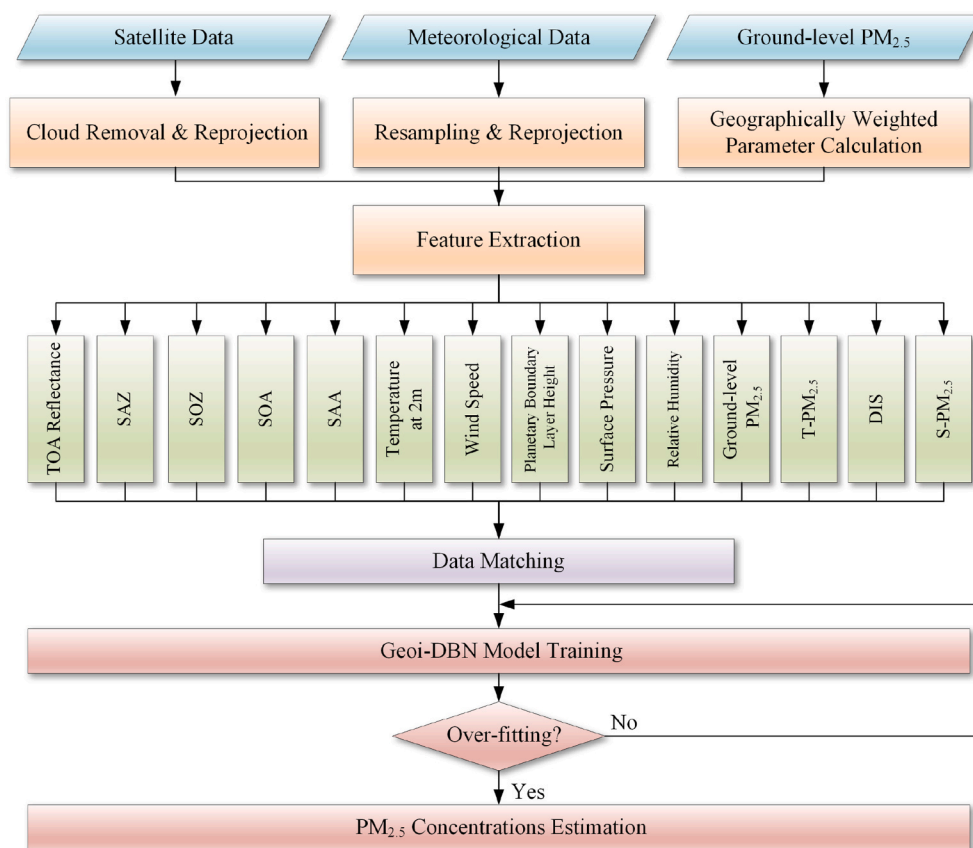 Satellite Data
Meteorological Data
Ground-level PM₂.₅
Cloud Removal & Reprojection
Resampling & Reprojection
Geographically Weighted
Parameter Calculation
Feature Extraction
TOA Reflectance
SAZ
SOZ
SOA
SAA
Temperature
at 2m
Wind Speed
Planetary Boundary
Layer Height
Surface Pressure
Relative Humidity
Ground-level
PM₂.₅
T-PM₂.₅
DIS
S-PM₂.₅
Data Matching
Geoi-DBN Model Training
Over-fitting?
No
Yes
PM₂.₅ Concentrations Estimation